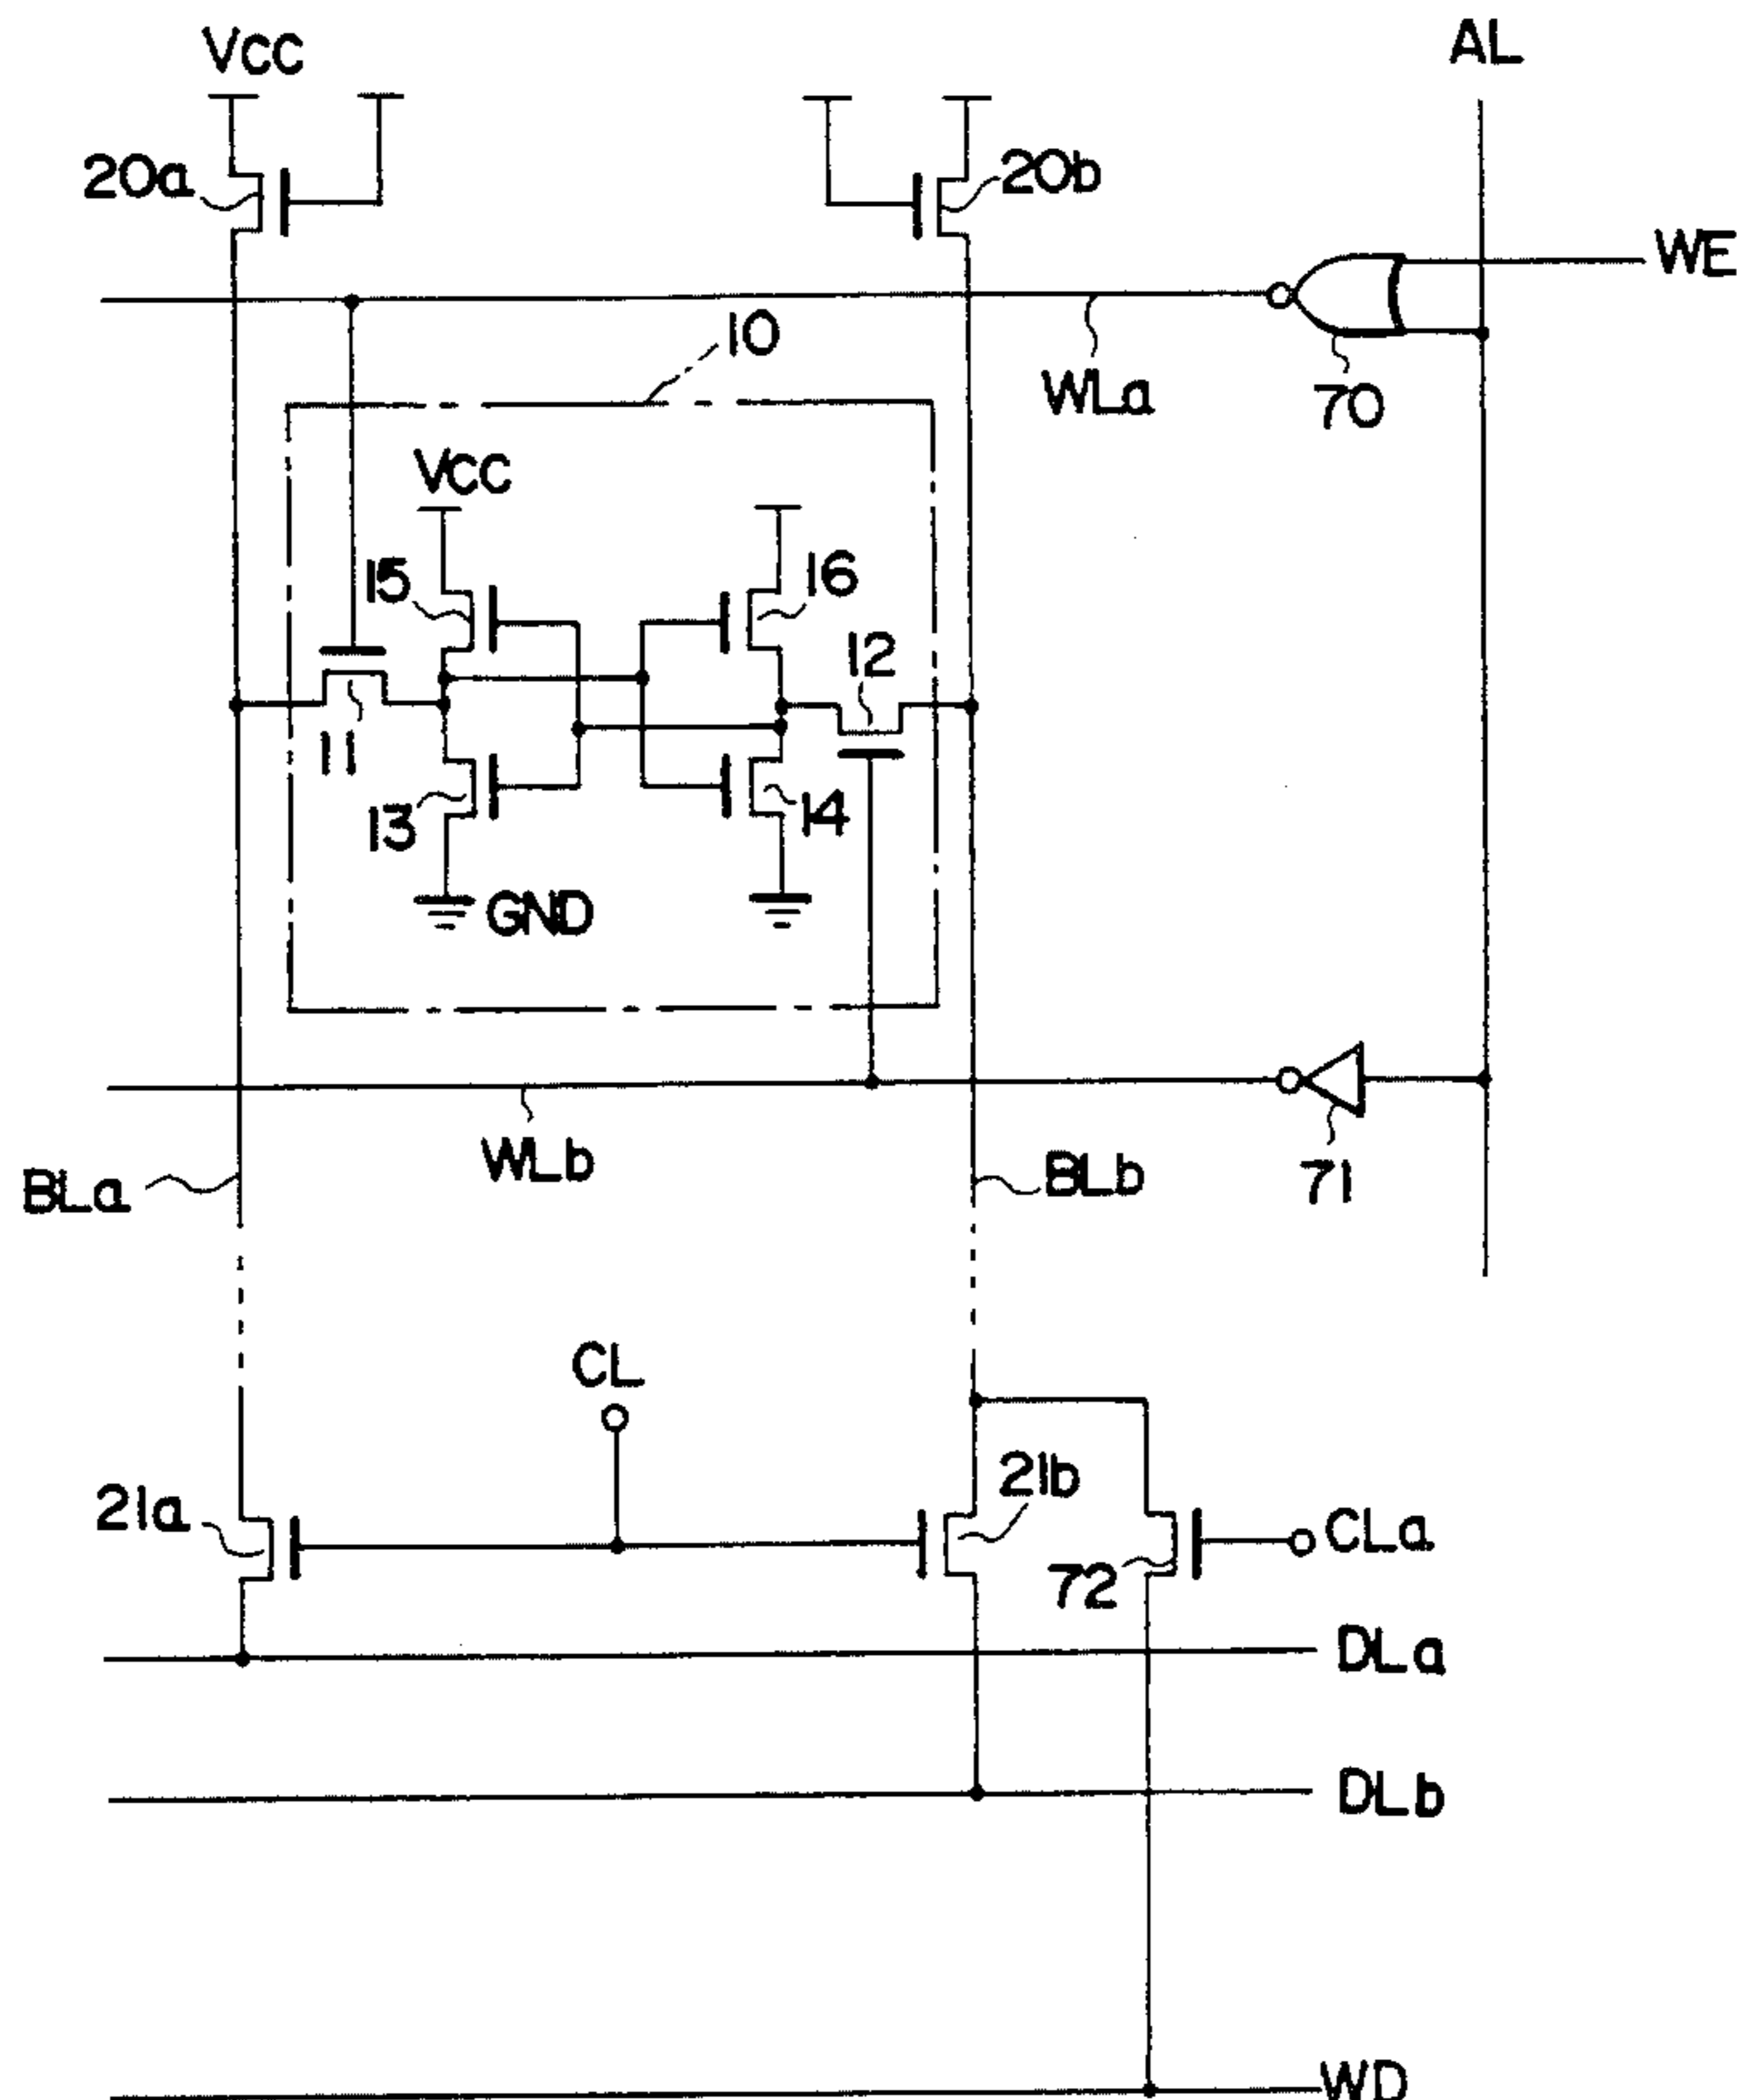 VCC
AL
20a
20b
WE
10
WLa
70
VCC
15
16
12
11
13
14
GND
WLb
BLa
BLb
71
CL
21a
21b
CLa
72
DLa
DLb
WD